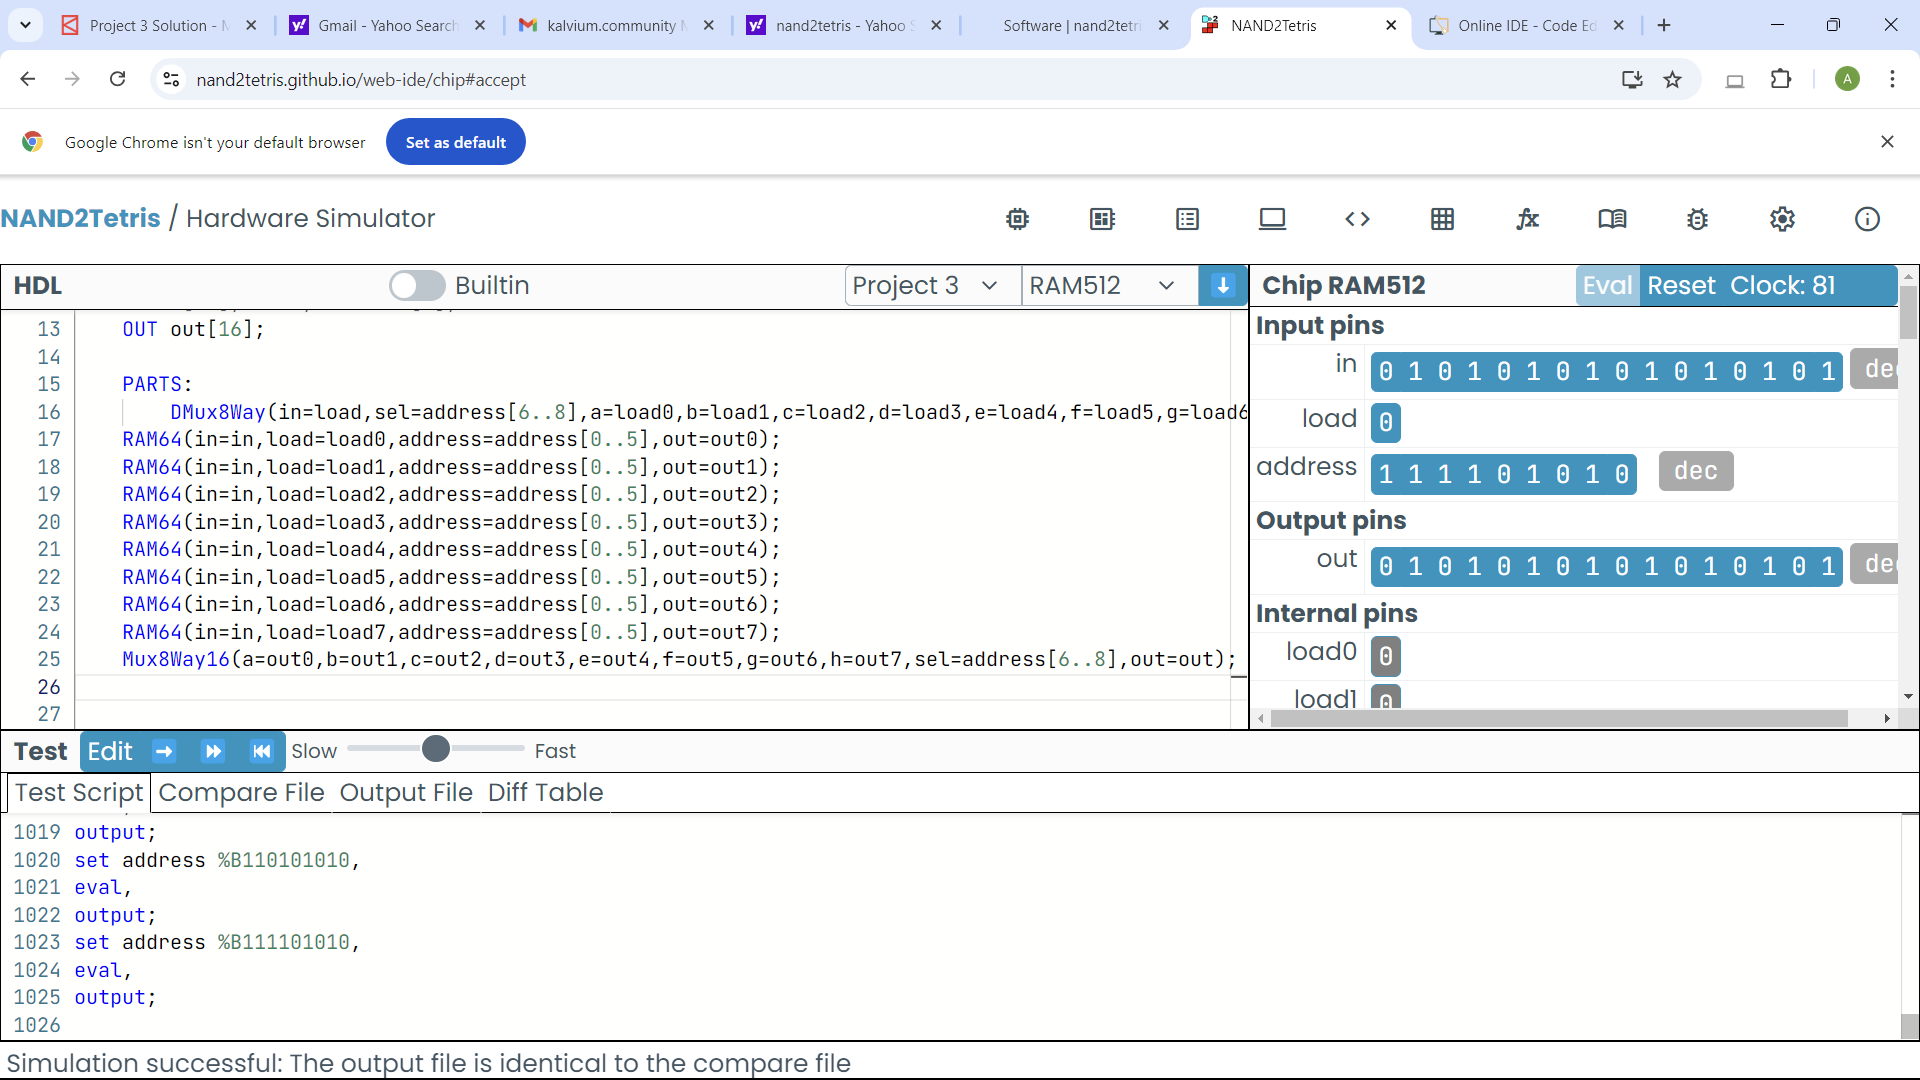 Project 3 Solution - M
Gmail - Yahoo Search
kalvium.community M
nand2tetris - Yahoo S
Software | nand2tetri
NAND2Tetris
Online IDE - Code Ed
nand2tetris.github.io/web-ide/chip#accept
A
Google Chrome isn't your default browser
Set as default
NAND2Tetris / Hardware Simulator
HDL
Builtin
Project 3
RAM512
Chip RAM512
Eval
Reset
Clock: 81
13 OUT out[16];
14
15 PARTS:
16 DMux8Way(in=load,sel=address[6..8],a=load0,b=load1,c=load2,d=load3,e=load4,f=load5,g=load6
17 RAM64(in=in,load=load0,address=address[0..5],out=out0);
18 RAM64(in=in,load=load1,address=address[0..5],out=out1);
19 RAM64(in=in,load=load2,address=address[0..5],out=out2);
20 RAM64(in=in,load=load3,address=address[0..5],out=out3);
21 RAM64(in=in,load=load4,address=address[0..5],out=out4);
22 RAM64(in=in,load=load5,address=address[0..5],out=out5);
23 RAM64(in=in,load=load6,address=address[0..5],out=out6);
24 RAM64(in=in,load=load7,address=address[0..5],out=out7);
25 Mux8Way16(a=out0,b=out1,c=out2,d=out3,e=out4,f=out5,g=out6,h=out7,sel=address[6..8],out=out);
26
27
Input pins
in 0 1 0 1 0 1 0 1 0 1 0 1 0 1 0 1 dec
load 0
address 1 1 1 1 0 1 0 1 0 dec
Output pins
out 0 1 0 1 0 1 0 1 0 1 0 1 0 1 0 1 dec
Internal pins
load0 0
load1 0
Test
Edit
Slow
Fast
Test Script
Compare File
Output File
Diff Table
1019 output;
1020 set address %B110101010,
1021 eval,
1022 output;
1023 set address %B111101010,
1024 eval,
1025 output;
1026
Simulation successful: The output file is identical to the compare file